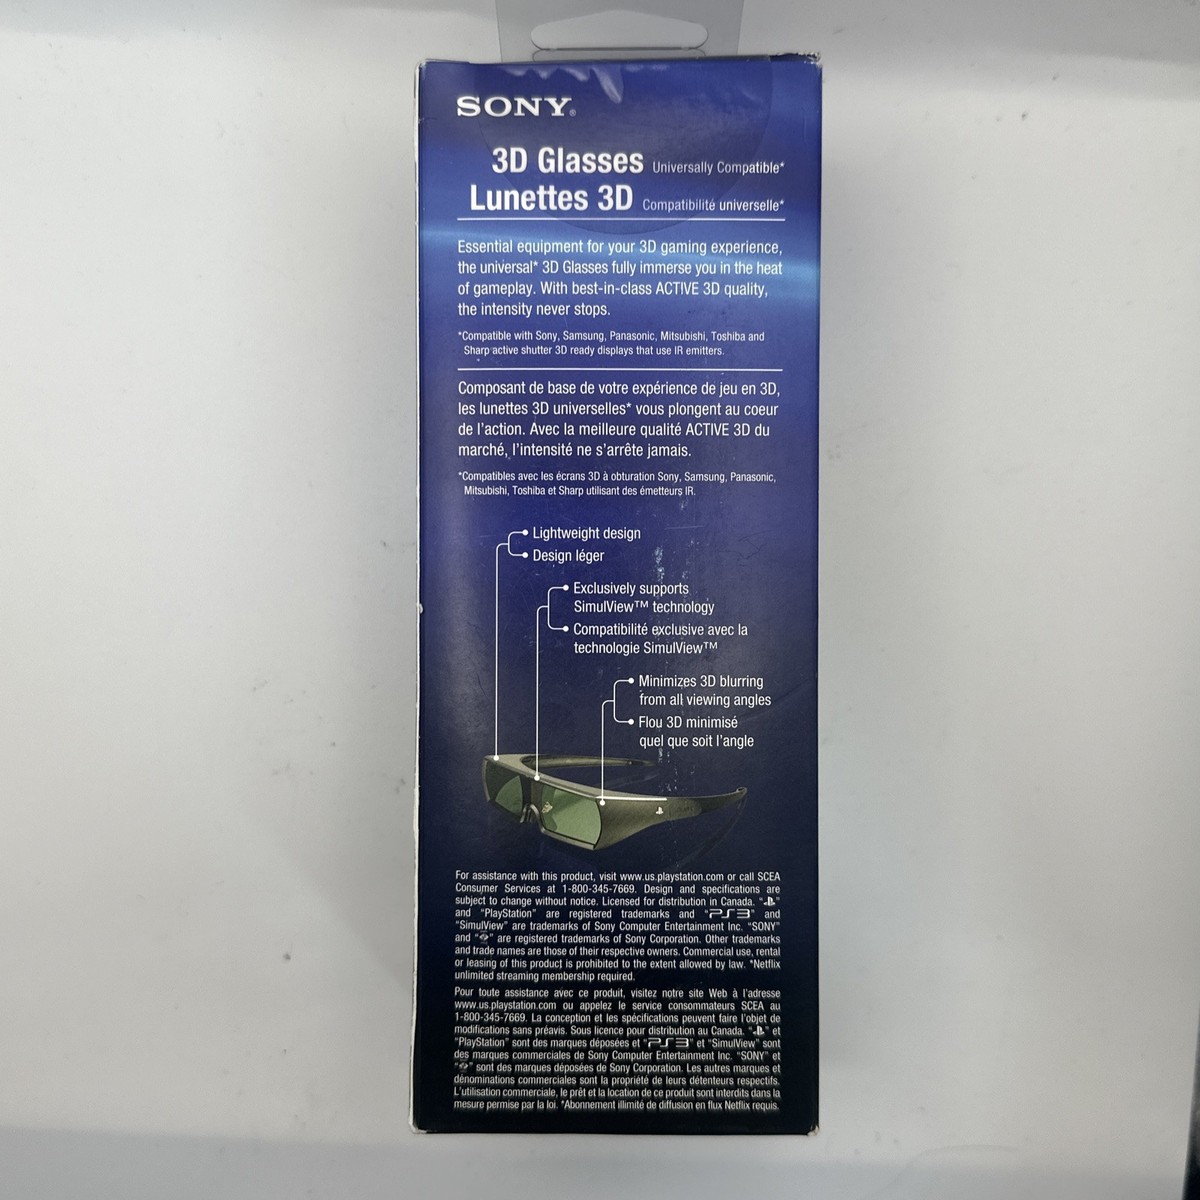 SONY®
3D Glasses Universally Compatible*
Lunettes 3D Compatibilité universelle*
Essential equipment for your 3D gaming experience,
the universal* 3D Glasses fully immerse you in the heat
of gameplay. With best-in-class ACTIVE 3D quality,
the intensity never stops.
*Compatible with Sony, Samsung, Panasonic, Mitsubishi, Toshiba and
Sharp active shutter 3D ready displays that use IR emitters.
Composant de base de votre expérience de jeu en 3D,
les lunettes 3D universelles* vous plongent au coeur
de l'action. Avec la meilleure qualité ACTIVE 3D du
marché, l'intensité ne s'arrête jamais.
*Compatibles avec les écrans 3D à obturation Sony, Samsung, Panasonic,
Mitsubishi, Toshiba et Sharp utilisant des émetteurs IR.
Lightweight design
Design léger
Exclusively supports
SimulView™ technology
Compatibilité exclusive avec la
technologie SimulView™
Minimizes 3D blurring
from all viewing angles
Flou 3D minimisé
quel que soit l'angle
For assistance with this product, visit www.us.playstation.com or call SCEA
Consumer Services at 1-800-345-7669. Design and specifications are
subject to change without notice. Licensed for distribution in Canada. " "
and "PlayStation" are registered trademarks and "PS3" and
"SimulView" are trademarks of Sony Computer Entertainment Inc. "SONY"
and " " are registered trademarks of Sony Corporation. Other trademarks
and trade names are those of their respective owners. Commercial use, rental
or leasing of this product is prohibited to the extent allowed by law. *Netflix
unlimited streaming membership required.
Pour toute assistance avec ce produit, visitez notre site Web à l'adresse
www.us.playstation.com ou appelez le service consommateurs SCEA au
1-800-345-7669. La conception et les spécifications peuvent faire l'objet de
modifications sans préavis. Sous licence pour distribution au Canada. " " et
"PlayStation" sont des marques déposées et "PS3" et "SimulView" sont
des marques commerciales de Sony Computer Entertainment Inc. "SONY" et
" " sont des marques déposées de Sony Corporation. Les autres marques et
dénominations commerciales sont la propriété de leurs détenteurs respectifs.
L'utilisation commerciale, le prêt et la location de ce produit sont interdits dans la
mesure permise par la loi. *Abonnement illimité de diffusion en flux Netflix requis.